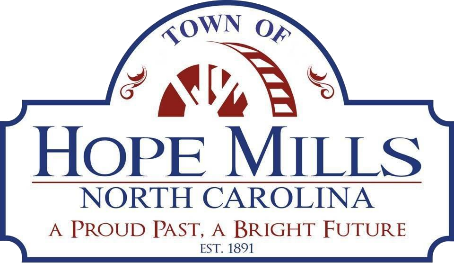 TOWN OF
HOPE MILLS
NORTH CAROLINA
A PROUD PAST, A BRIGHT FUTURE
EST. 1891